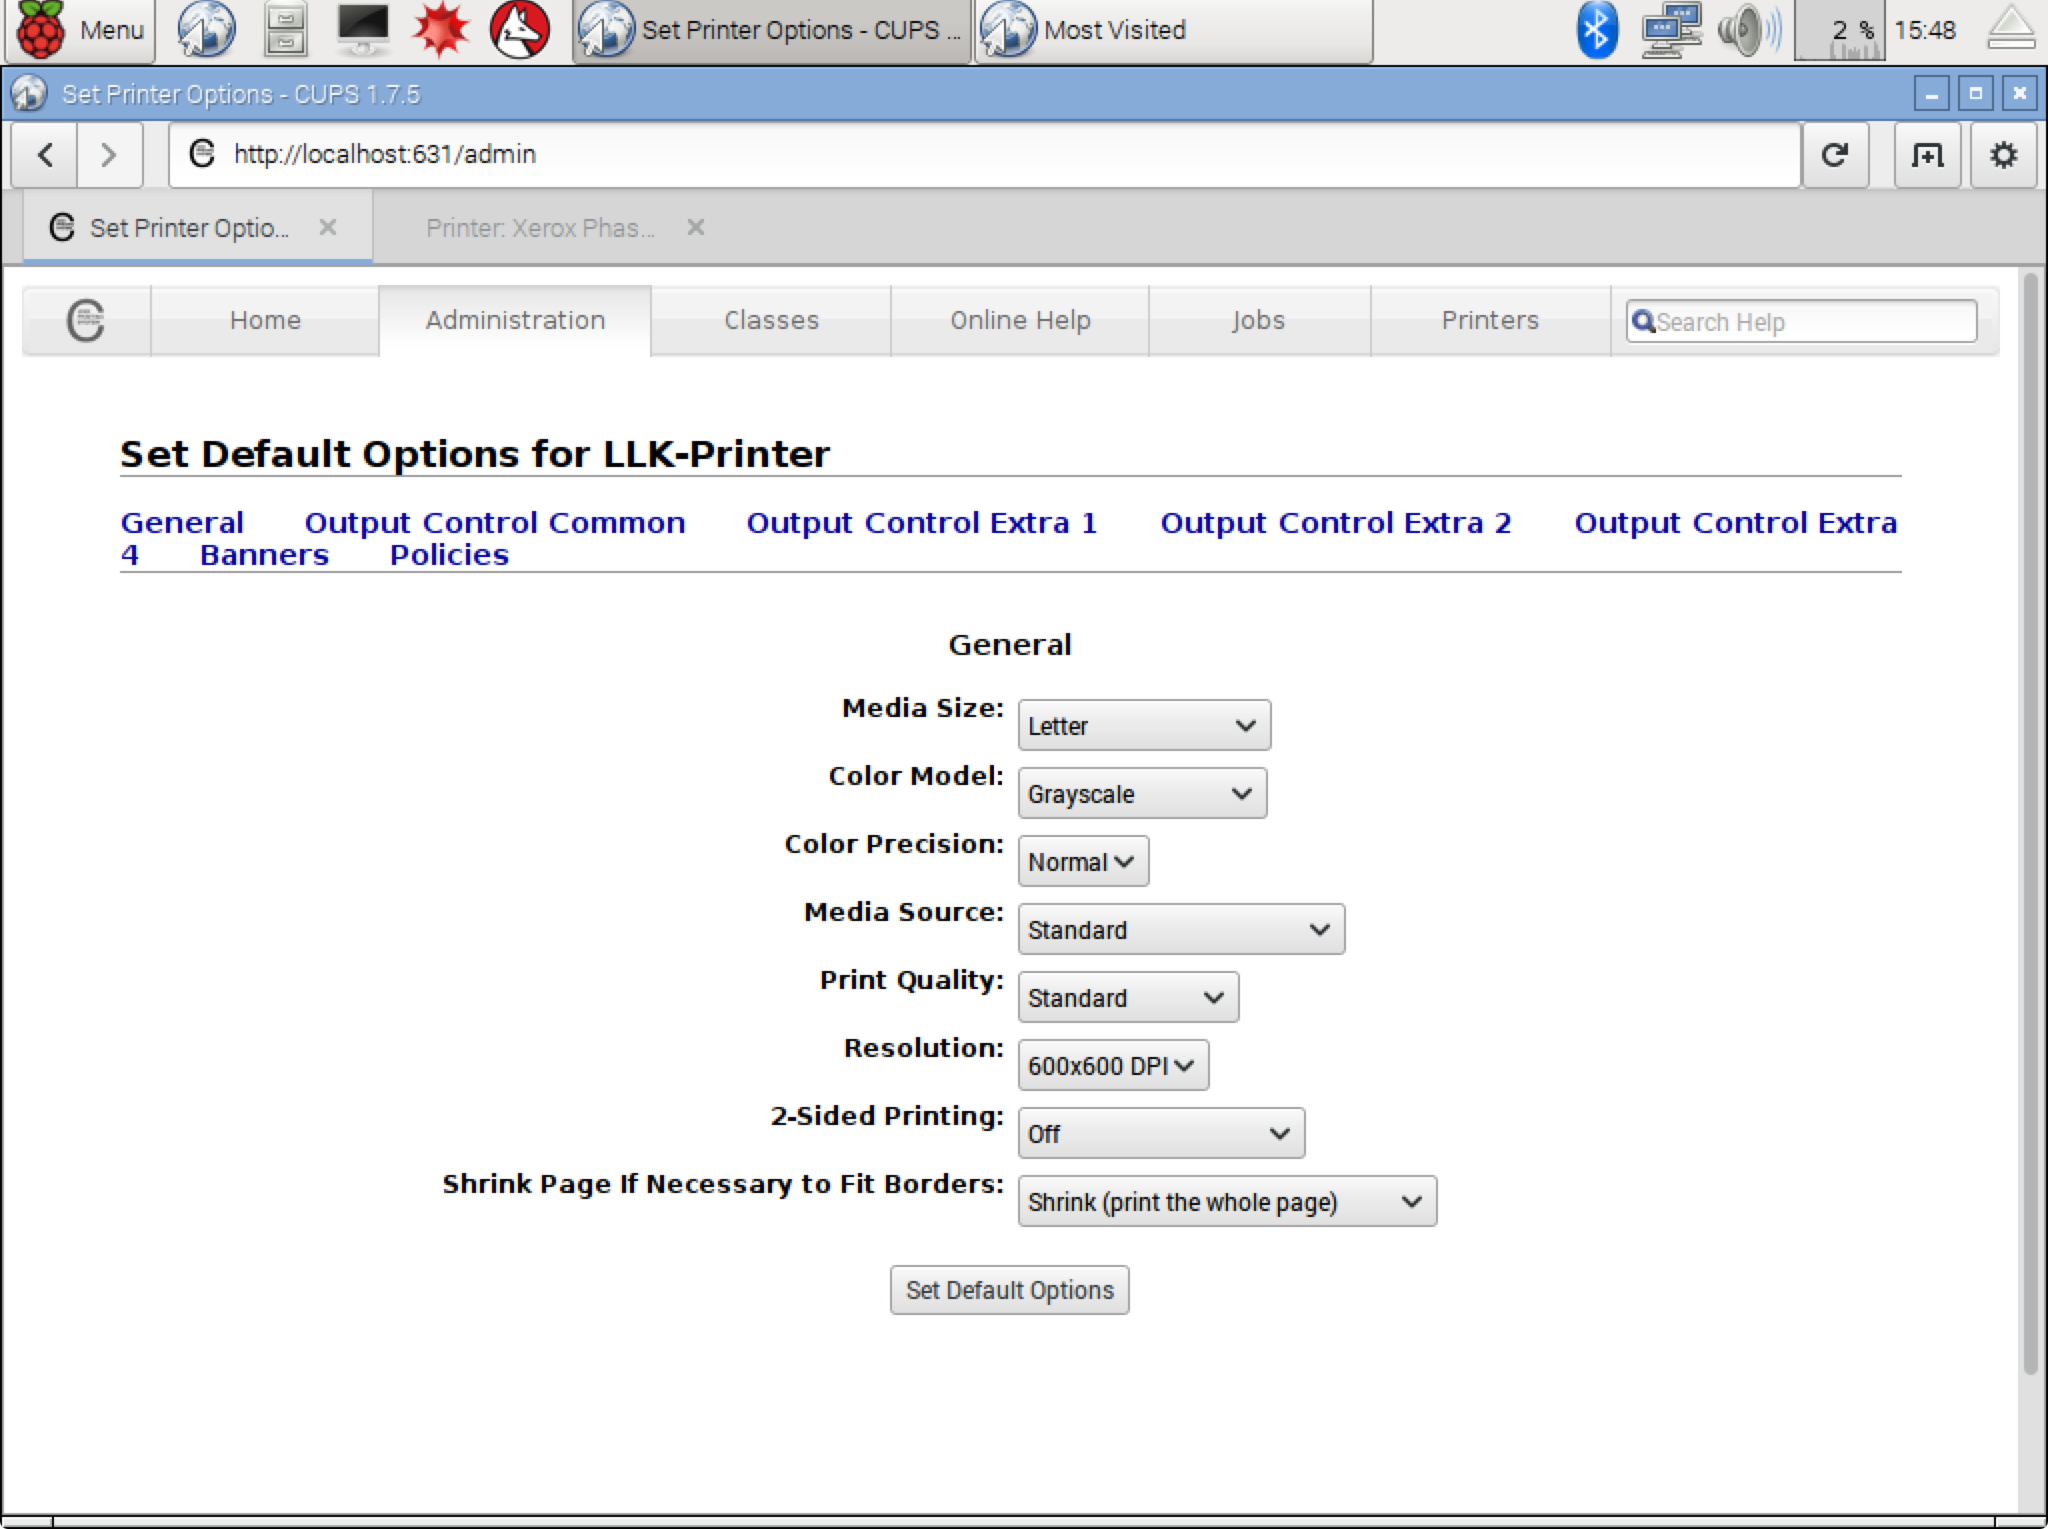 Menu Set Printer Options - CUPS ... Most Visited 2 % 15:48
Set Printer Options - CUPS 1.7.5
http://localhost:631/admin
Set Printer Optio... Printer: Xerox Phas...
Home Administration Classes Online Help Jobs Printers Search Help
Set Default Options for LLK-Printer
General Output Control Common Output Control Extra 1 Output Control Extra 2 Output Control Extra
4 Banners Policies
General
Media Size: Letter
Color Model: Grayscale
Color Precision: Normal
Media Source: Standard
Print Quality: Standard
Resolution: 600x600 DPI
2-Sided Printing: Off
Shrink Page If Necessary to Fit Borders: Shrink (print the whole page)
Set Default Options